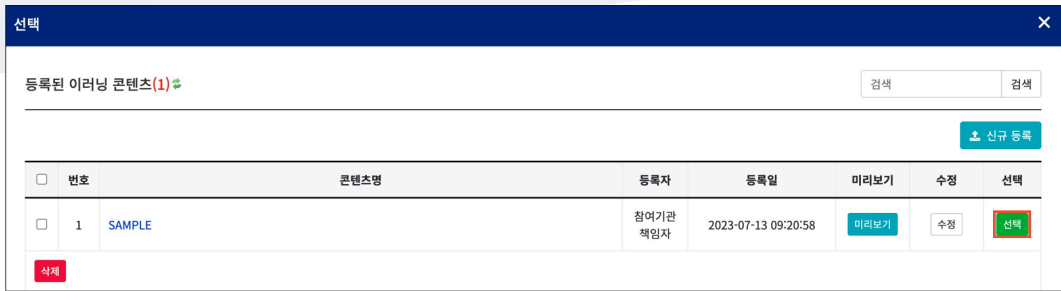 선택
등록된 이러닝 콘텐츠(1)
검색 검색
신규 등록
번호 콘텐츠명 등록자 등록일 미리보기 수정 선택
1 SAMPLE 참여기관 책임자 2023-07-13 09:20:58 미리보기 수정 선택
삭제